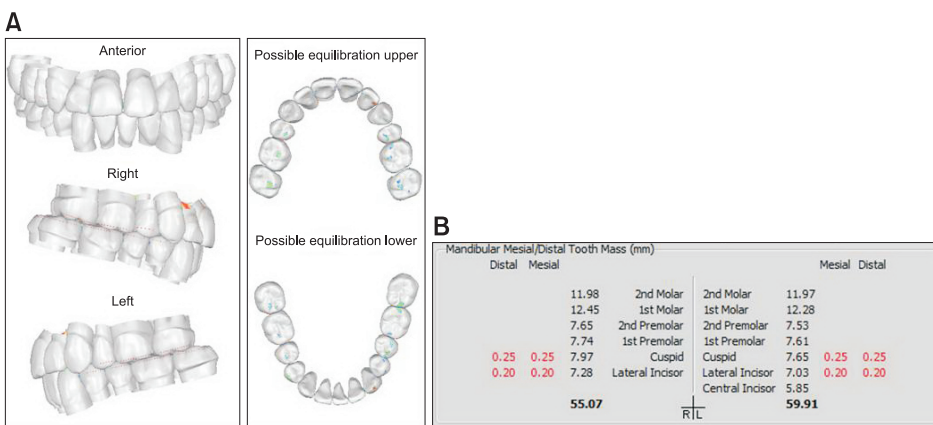 A
Anterior
Right
Left
Possible equilibration upper
Possible equilibration lower
B
Mandibular Mesial/Distal Tooth Mass (mm)
Distal Mesial Mesial Distal
11.98 2nd Molar 2nd Molar 11.97
12.45 1st Molar 1st Molar 12.28
7.65 2nd Premolar 2nd Premolar 7.53
7.74 1st Premolar 1st Premolar 7.61
0.25 0.25 7.97 Cuspid Cuspid 7.65 0.25 0.25
0.20 0.20 7.28 Lateral Incisor Lateral Incisor 7.03 0.20 0.20
Central Incisor 5.85
55.07 R L 59.91